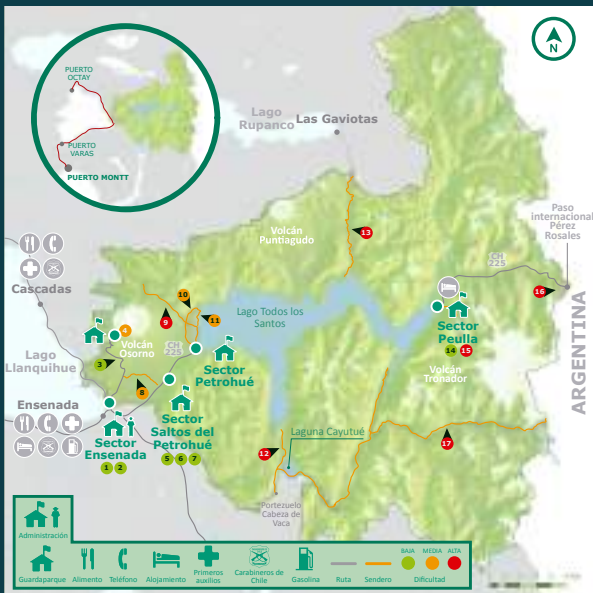 PUERTO
OCTAY
PUERTO
VARAS
PUERTO MONTT
N
Lago
Rupanco
Las Gaviotas
Volcán
Puntiagudo
13
Paso
internacional
Pérez
Rosales
CH
225
16
Cascadas
10
11
9
Lago Todos los
Santos
4
Volcán
Osorno
CH
225
Sector
Peulla
14 15
Lago
Llanquihue
3
Sector
Petrohué
Volcán
Tronador
ARGENTINA
8
Ensenada
Sector
Saltos del
Petrohué
5 6 7
Sector
Ensenada
1 2
Laguna Cayutué
12
17
Portezuelo
Cabeza de
Vaca
Administración
Guardaparque
Alimento
Teléfono
Alojamiento
Primeros
auxilios
Carabineros de
Chile
Gasolina
Ruta
Sendero
BAJA MEDIA ALTA
Dificultad